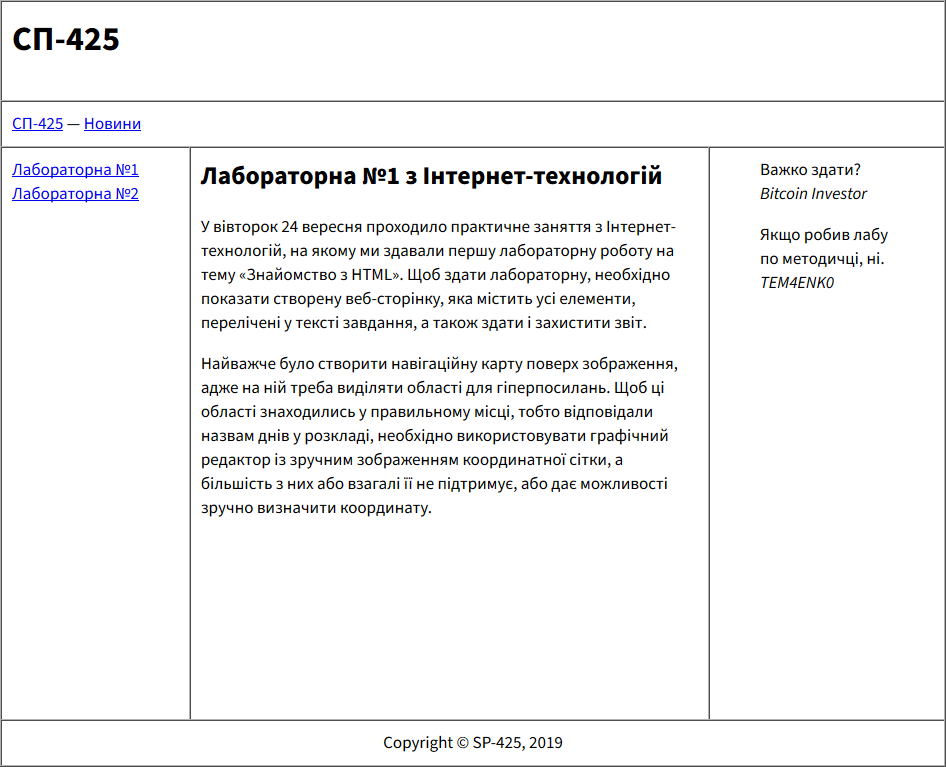 СП-425
СП-425 — Новини
Лабораторна №1
Лабораторна №2
Лабораторна №1 з Інтернет-технологій
У вівторок 24 вересня проходило практичне заняття з Інтернет-
технологій, на якому ми здавали першу лабораторну роботу на
тему «Знайомство з HTML». Щоб здати лабораторну, необхідно
показати створену веб-сторінку, яка містить усі елементи,
перелічені у тексті завдання, а також здати і захистити звіт.
Найважче було створити навігаційну карту поверх зображення,
адже на ній треба виділяти області для гіперпосилань. Щоб ці
області знаходились у правильному місці, тобто відповідали
назвам днів у розкладі, необхідно використовувати графічний
редактор із зручним зображенням координатної сітки, а
більшість з них або взагалі її не підтримує, або дає можливості
зручно визначити координату.
Важко здати?
Bitcoin Investor
Якщо робив лабу
по методичці, ні.
TEM4ENK0
Copyright © SP-425, 2019